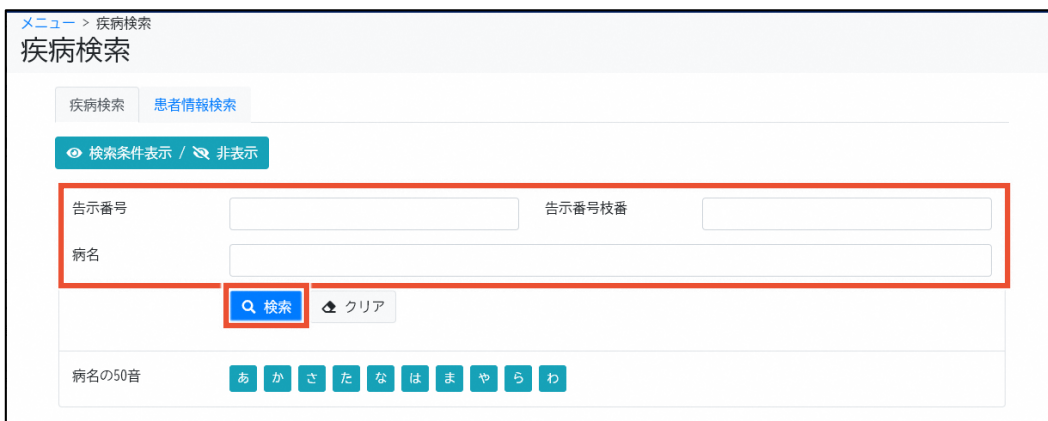 メニュー > 疾病検索
疾病検索
疾病検索 患者情報検索
検索条件表示 / 非表示
告示番号 告示番号枝番
病名
検索 クリア
病名の50音 あ か さ た な は ま や ら わ